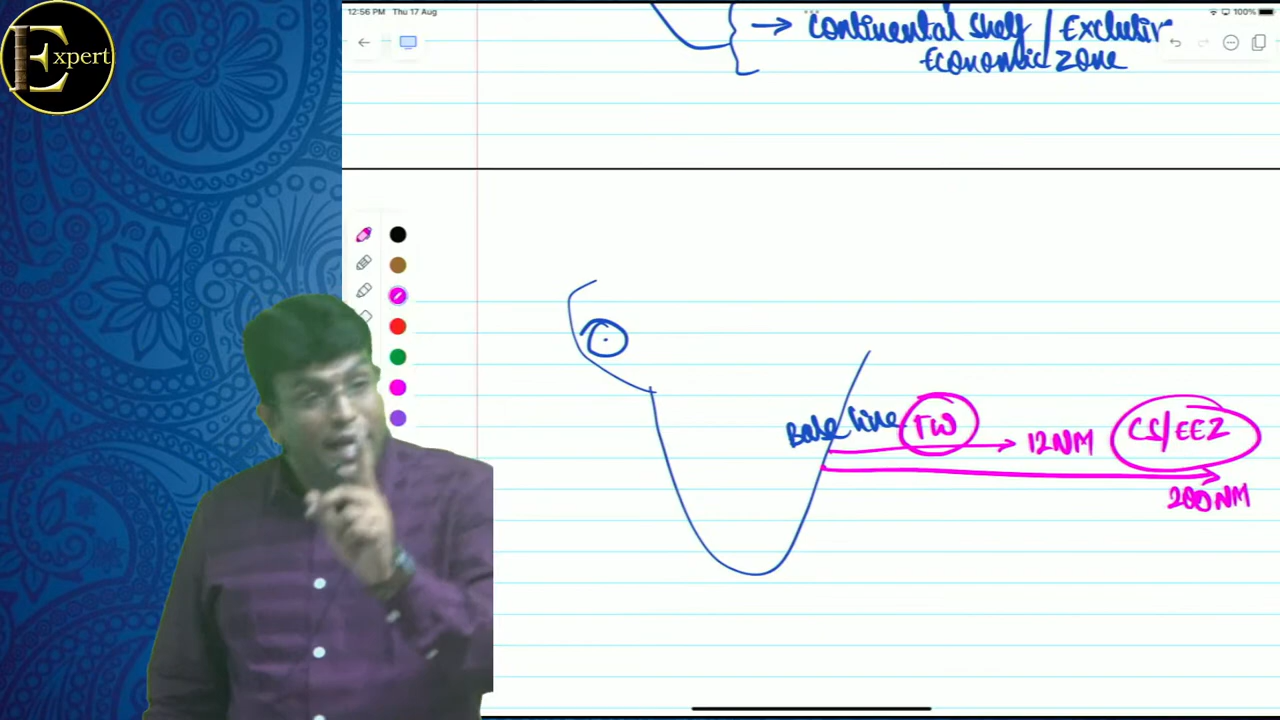 12:56 PM Thu 17 Aug
100%
Expert
→ Continental shelf / Exclusive
Economic zone
Base line
TW
12NM
CS/EEZ
200NM